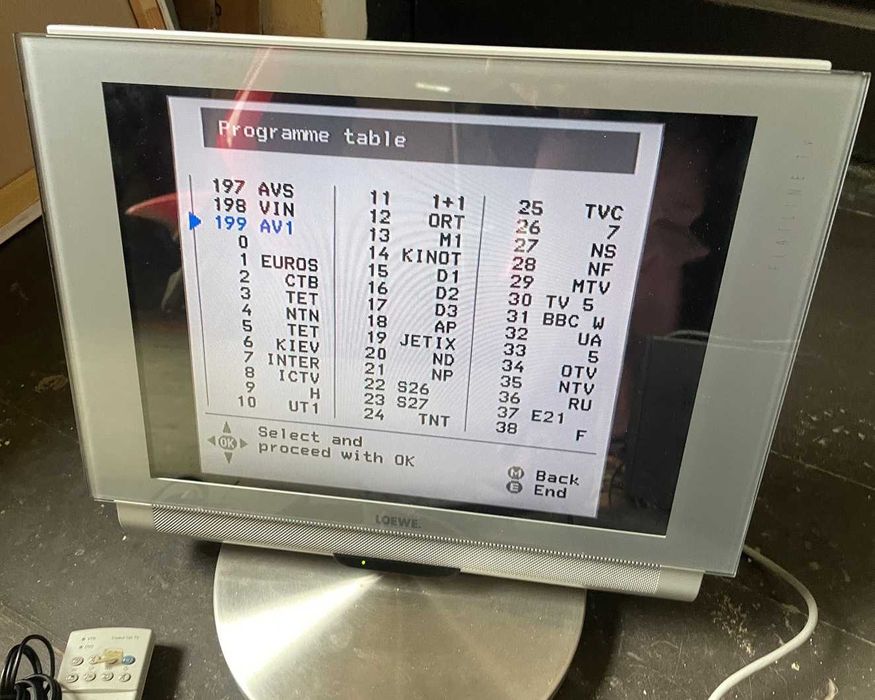 Programme table
197 AVS
198 VIN
199 AV1
0
1 EUROS
2 CTB
3 TET
4 NTN
5 TET
6 KIEV
7 INTER
8 ICTV
9 H
10 UT1
11 1+1
12 ORT
13 M1
14 KINOT
15 D1
16 D2
17 D3
18 AP
19 JETIX
20 ND
21 NP
22 S26
23 S27
24 TNT
25 TVC
26 7
27 NS
28 NF
29 MTV
30 TV 5
31 BBC W
32 UA
33 5
34 OTV
35 NTV
36 RU
37 E21
38 F
OK Select and
proceed with OK
M Back
E End
LOEWE.